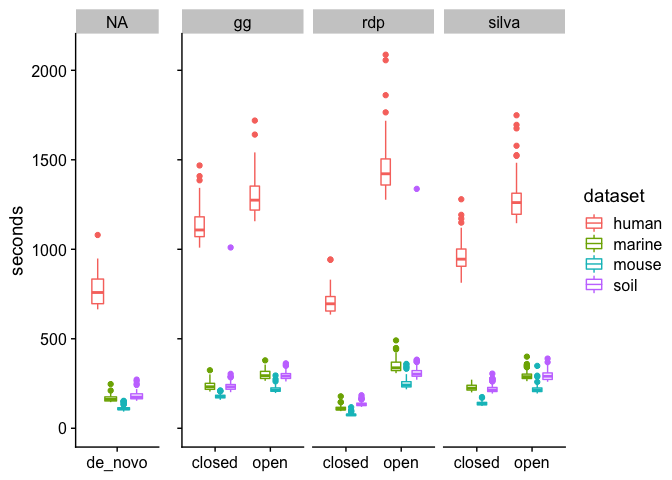 NA gg rdp silva
2000
1500
1000
500
0
seconds
de_novo closed open closed open closed open
dataset
human
marine
mouse
soil